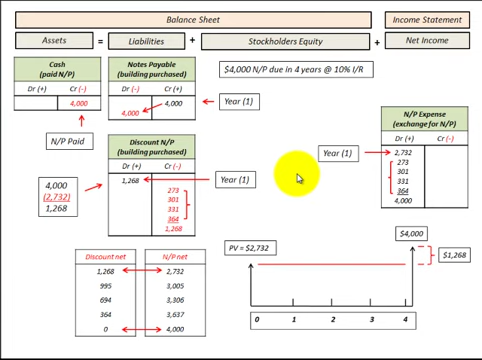 Balance Sheet
Income Statement
Assets
=
Liabilities
+
Stockholders Equity
+
Net Income
Cash
(paid N/P)
Dr (+) Cr (-)
4,000
N/P Paid
Notes Payable
(building purchased)
Dr (-) Cr (+)
4,000
4,000
Year (1)
$4,000 N/P due in 4 years @ 10% I/R
Discount N/P
(building purchased)
Dr (+) Cr (-)
1,268
273
301
331
364
1,268
Year (1)
4,000
(2,732)
1,268
N/P Expense
(exchange for N/P)
Dr (+) Cr (-)
2,732
273
301
331
364
4,000
Year (1)
Discount net N/P net
1,268 2,732
995 3,005
694 3,306
364 3,637
0 4,000
PV = $2,732
$4,000
$1,268
0 1 2 3 4